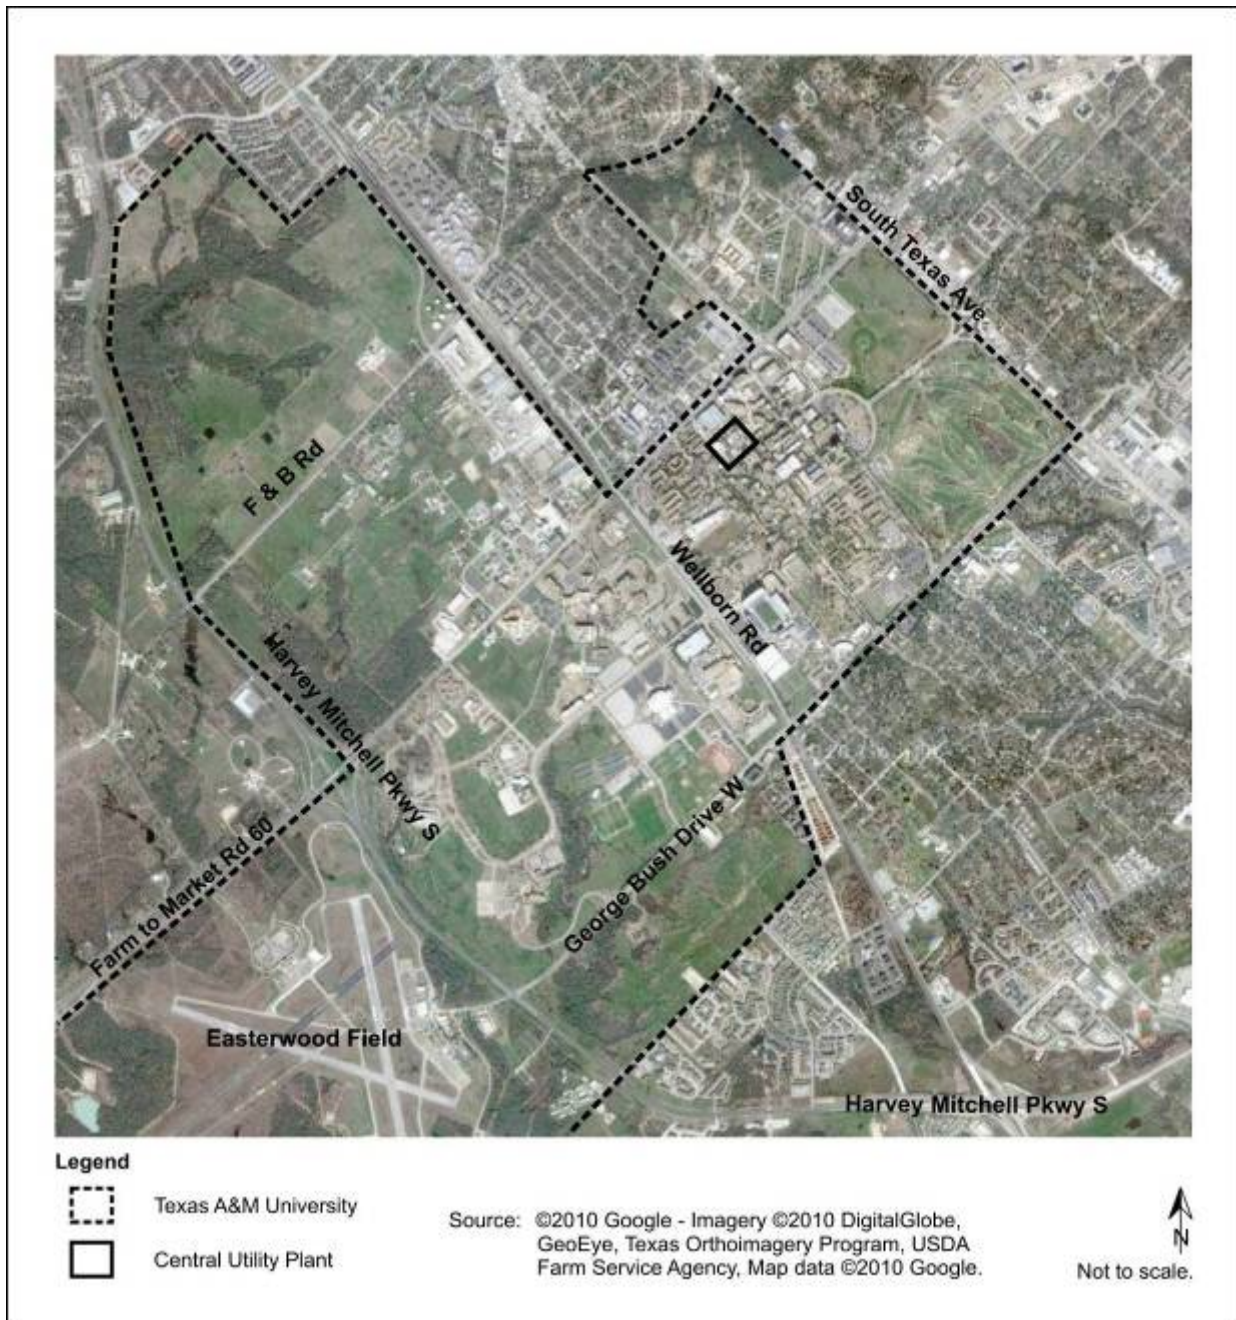 South Texas Ave
F & B Rd
Wellborn Rd
Harvey Mitchell Pkwy S
George Bush Drive W
Farm to Market Rd 60
Easterwood Field
Harvey Mitchell Pkwy S
Legend
Texas A&M University
Central Utility Plant
Source: ©2010 Google - Imagery ©2010 DigitalGlobe,
GeoEye, Texas Orthoimagery Program, USDA
Farm Service Agency, Map data ©2010 Google.
N
Not to scale.